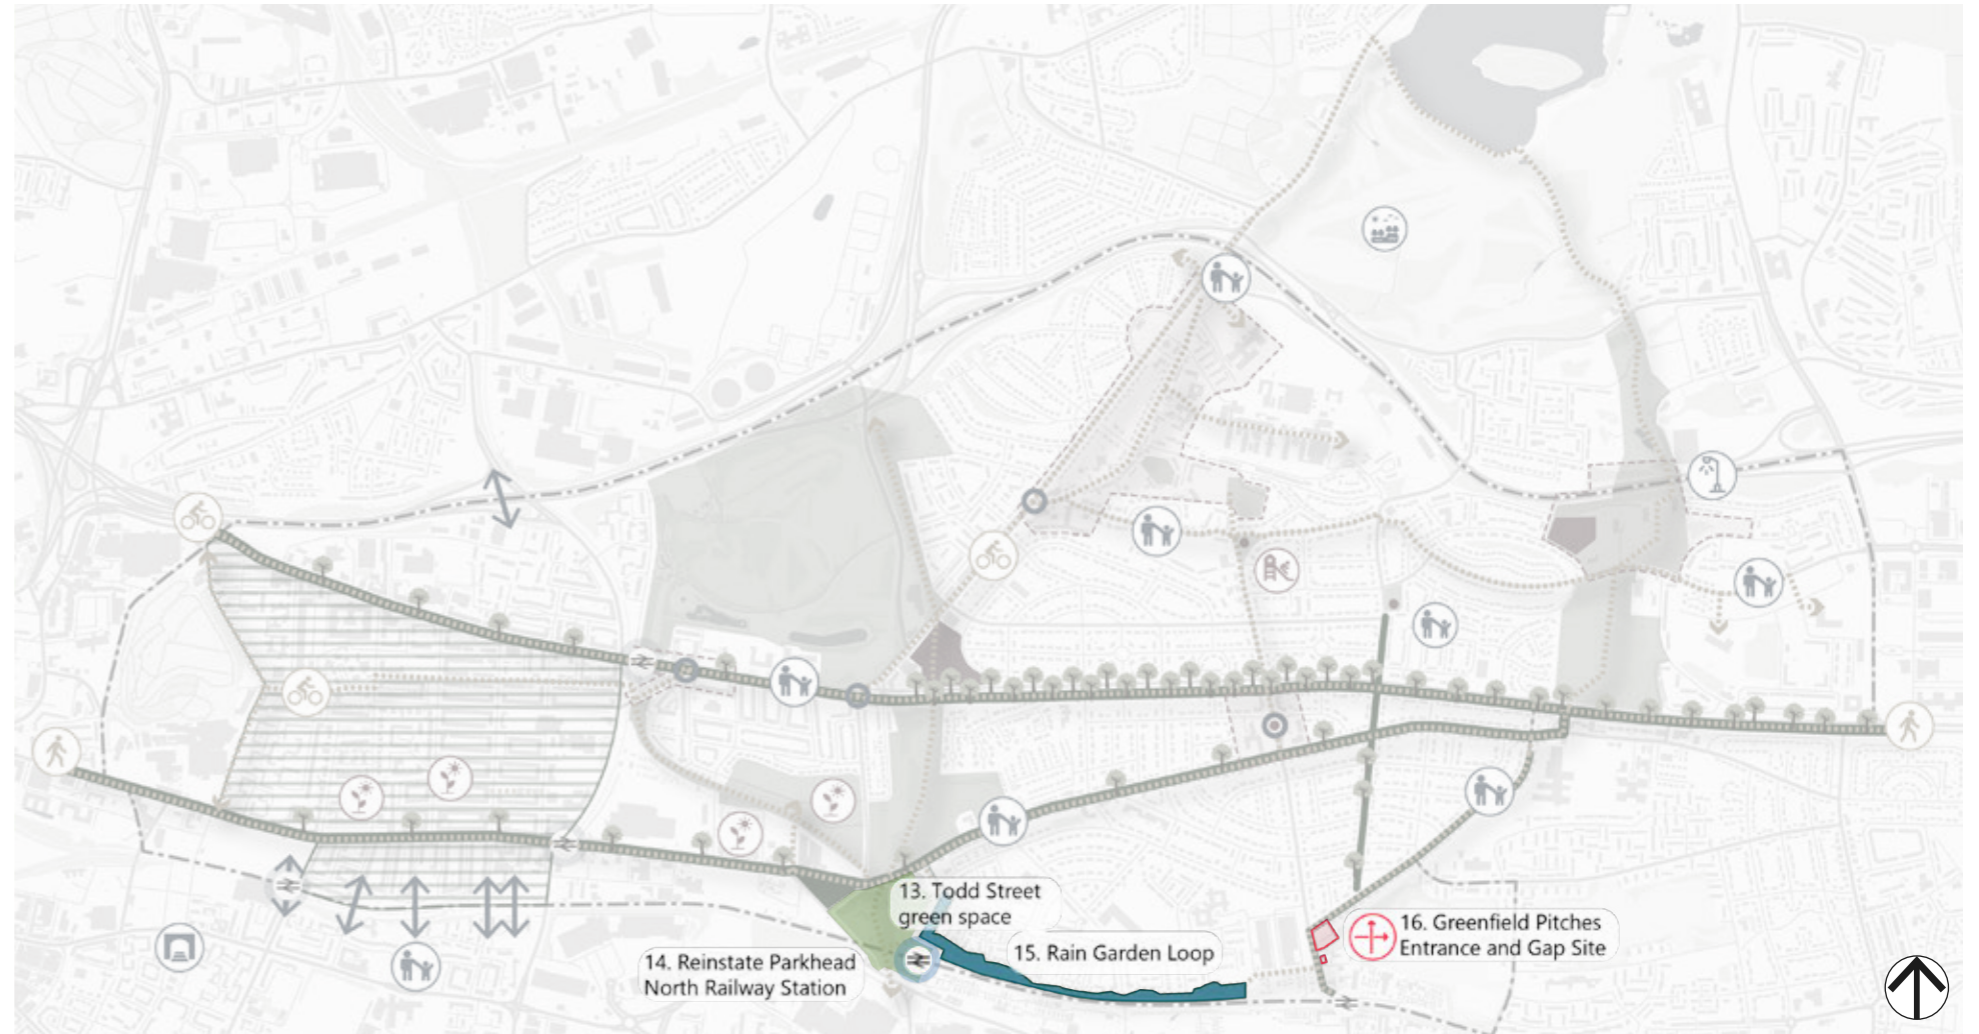 13. Todd Street
green space
14. Reinstate Parkhead
North Railway Station
15. Rain Garden Loop
16. Greenfield Pitches
Entrance and Gap Site